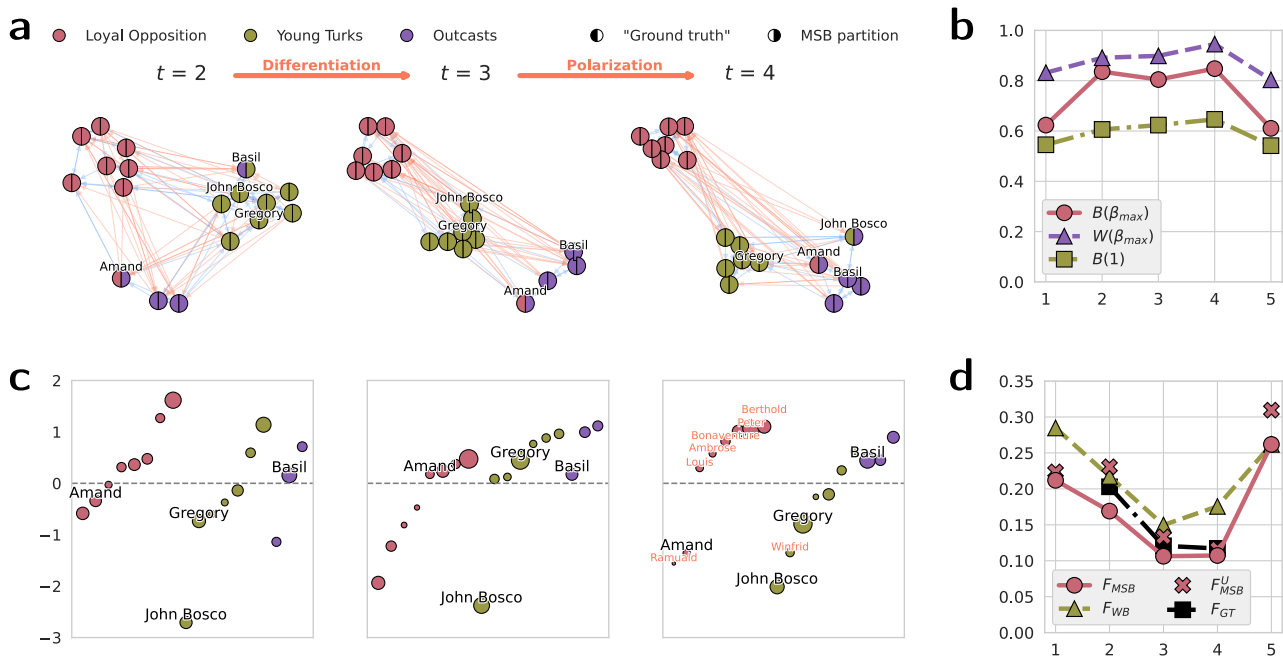 a
Loyal Opposition
Young Turks
Outcasts
"Ground truth"
MSB partition
t = 2
Differentiation
t = 3
Polarization
t = 4
Basil
John Bosco
Gregory
Amand
John Bosco
Gregory
Basil
Amand
John Bosco
Amand
Gregory
Basil
b
1.0
0.8
0.6
0.4
0.2
0.0
B(βmax)
W(βmax)
B(1)
1 2 3 4 5
c
2
1
0
−1
−2
−3
Amand
Basil
Gregory
John Bosco
Amand
Gregory
Basil
John Bosco
Berthold
Peter
Bonaventure
Ambrose
Louis
Basil
Gregory
Amand
Winfrid
Ramuald
John Bosco
d
0.35
0.30
0.25
0.20
0.15
0.10
0.05
0.00
F_MSB
F_WB
F^U_MSB
F_GT
1 2 3 4 5